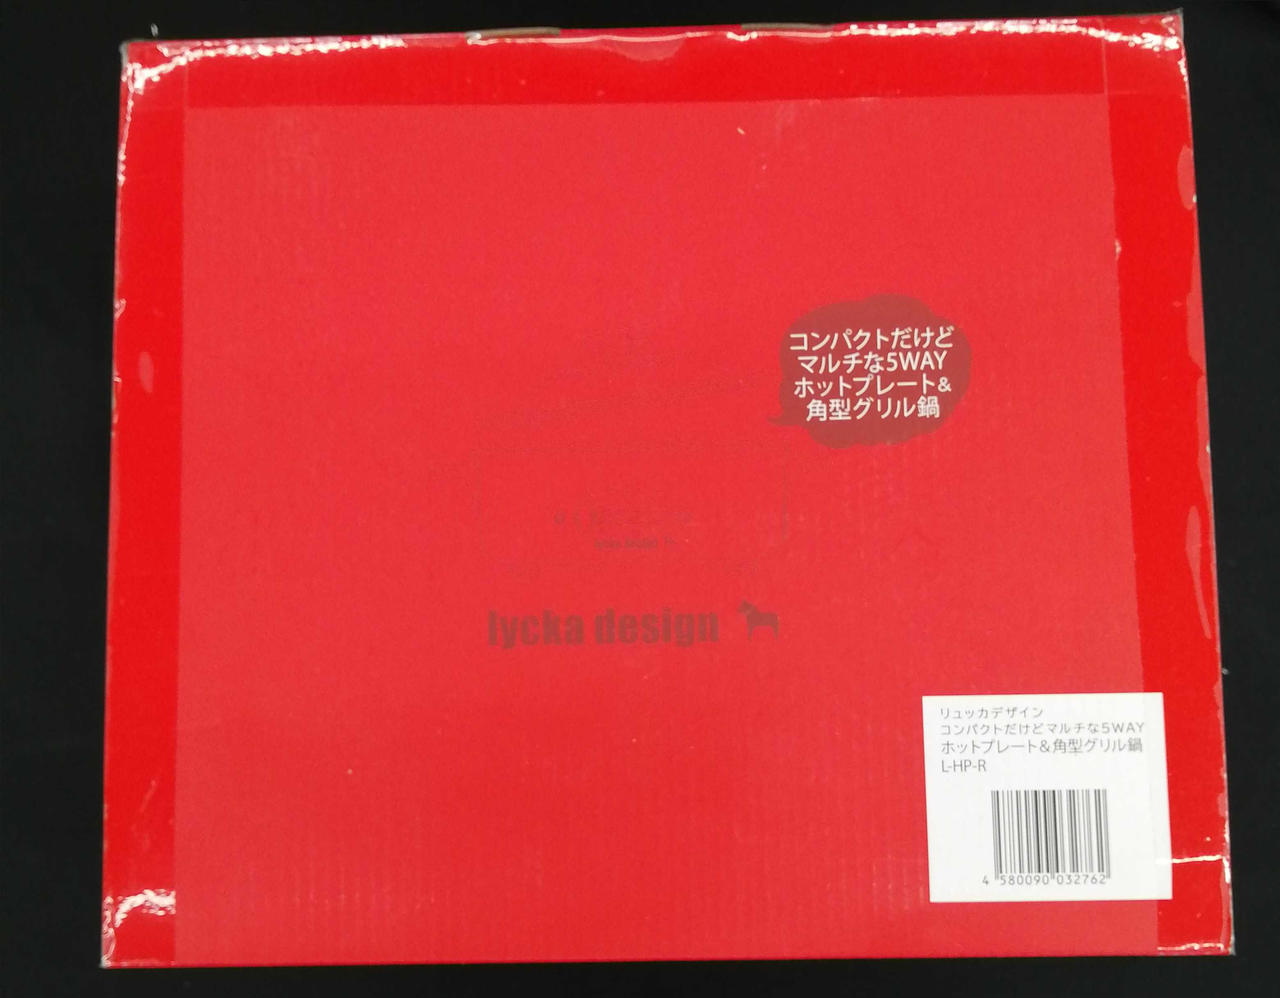 コンパクトだけど
マルチな5WAY
ホットプレート&
角型グリル鍋
lycka design
リュッカデザイン
コンパクトだけどマルチな5WAY
ホットプレート&角型グリル鍋
L-HP-R
4 580090 032762